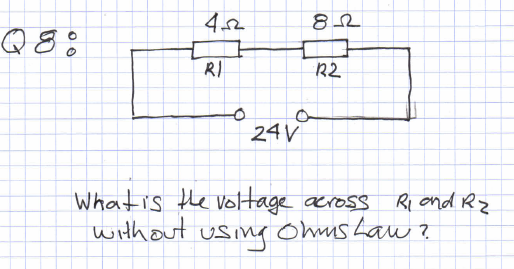 Q8:
4Ω 8Ω
R1 R2
24V
What is the voltage across R1 and R2
without using Ohms Law?